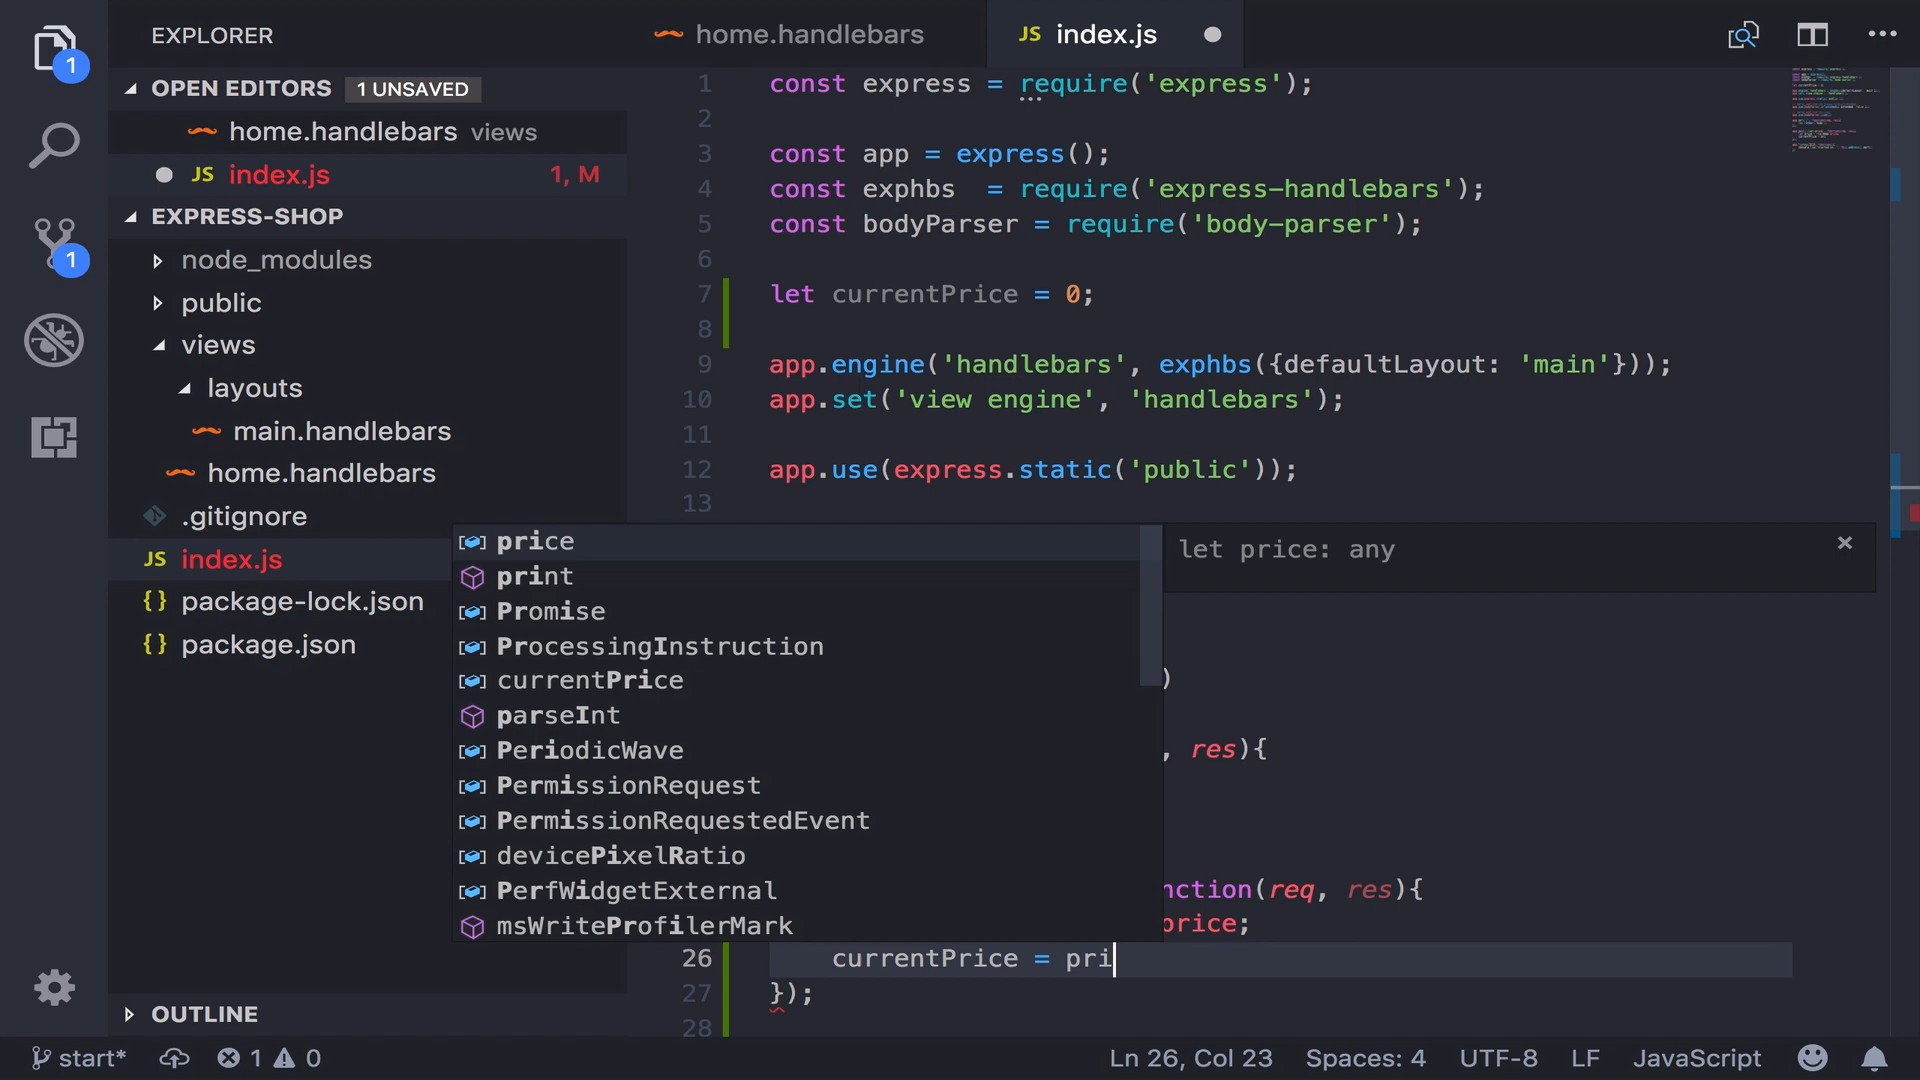 EXPLORER
OPEN EDITORS 1 UNSAVED
home.handlebars views
JS index.js 1, M
EXPRESS-SHOP
node_modules
public
views
layouts
main.handlebars
home.handlebars
.gitignore
JS index.js
{} package-lock.json
{} package.json
OUTLINE
1
1
home.handlebars
JS index.js
1 const express = require('express');
2
3 const app = express();
4 const exphbs  = require('express-handlebars');
5 const bodyParser = require('body-parser');
6
7 let currentPrice = 0;
8
9 app.engine('handlebars', exphbs({defaultLayout: 'main'}));
10 app.set('view engine', 'handlebars');
11
12 app.use(express.static('public'));
13
price
print
Promise
ProcessingInstruction
currentPrice
parseInt
PeriodicWave
PermissionRequest
PermissionRequestedEvent
devicePixelRatio
PerfWidgetExternal
msWriteProfilerMark
let price: any ×
)
, res){
nction(req, res){
price;
26 currentPrice = pri
27 });
28
start* 1 0 Ln 26, Col 23 Spaces: 4 UTF-8 LF JavaScript